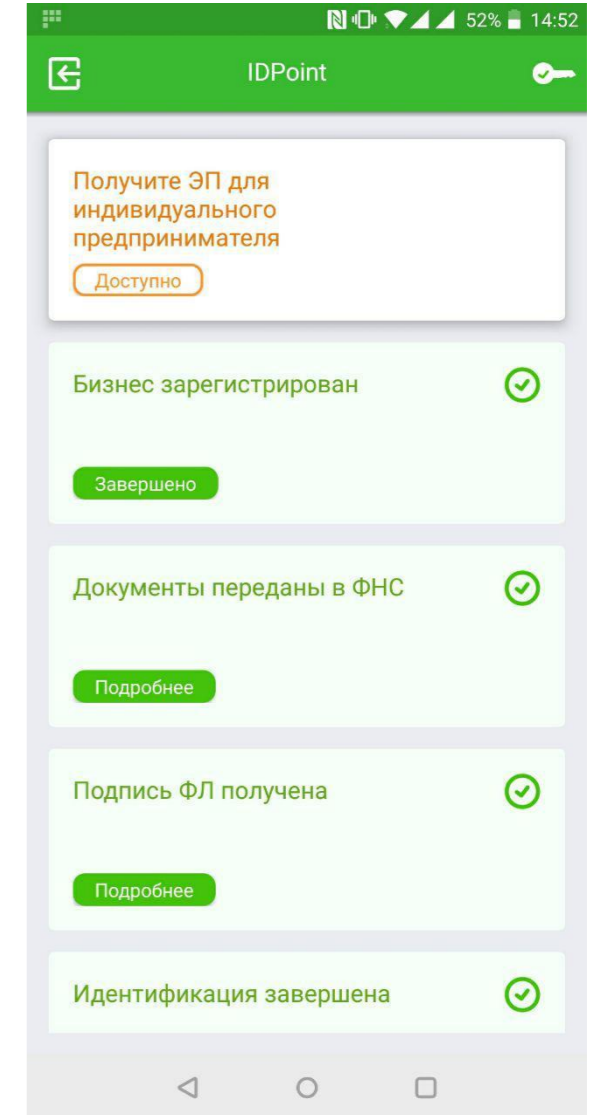 52% 14:52
IDPoint
Получите ЭП для
индивидуального
предпринимателя
Доступно
Бизнес зарегистрирован
Завершено
Документы переданы в ФНС
Подробнее
Подпись ФЛ получена
Подробнее
Идентификация завершена